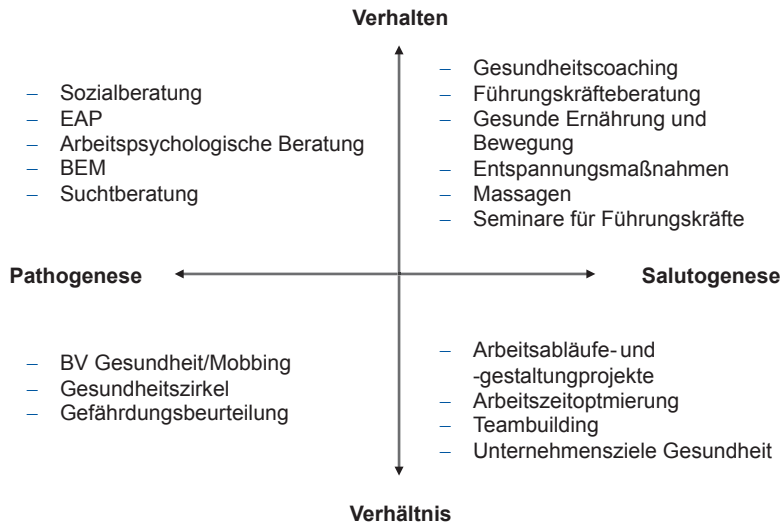 Verhalten
– Sozialberatung
– EAP
– Arbeitspsychologische Beratung
– BEM
– Suchtberatung
– Gesundheitscoaching
– Führungskräfteberatung
– Gesunde Ernährung und
Bewegung
– Entspannungsmaßnahmen
– Massagen
– Seminare für Führungskräfte
Pathogenese
Salutogenese
– BV Gesundheit/Mobbing
– Gesundheitszirkel
– Gefährdungsbeurteilung
– Arbeitsabläufe- und
-gestaltungprojekte
– Arbeitszeitoptmierung
– Teambuilding
– Unternehmensziele Gesundheit
Verhältnis